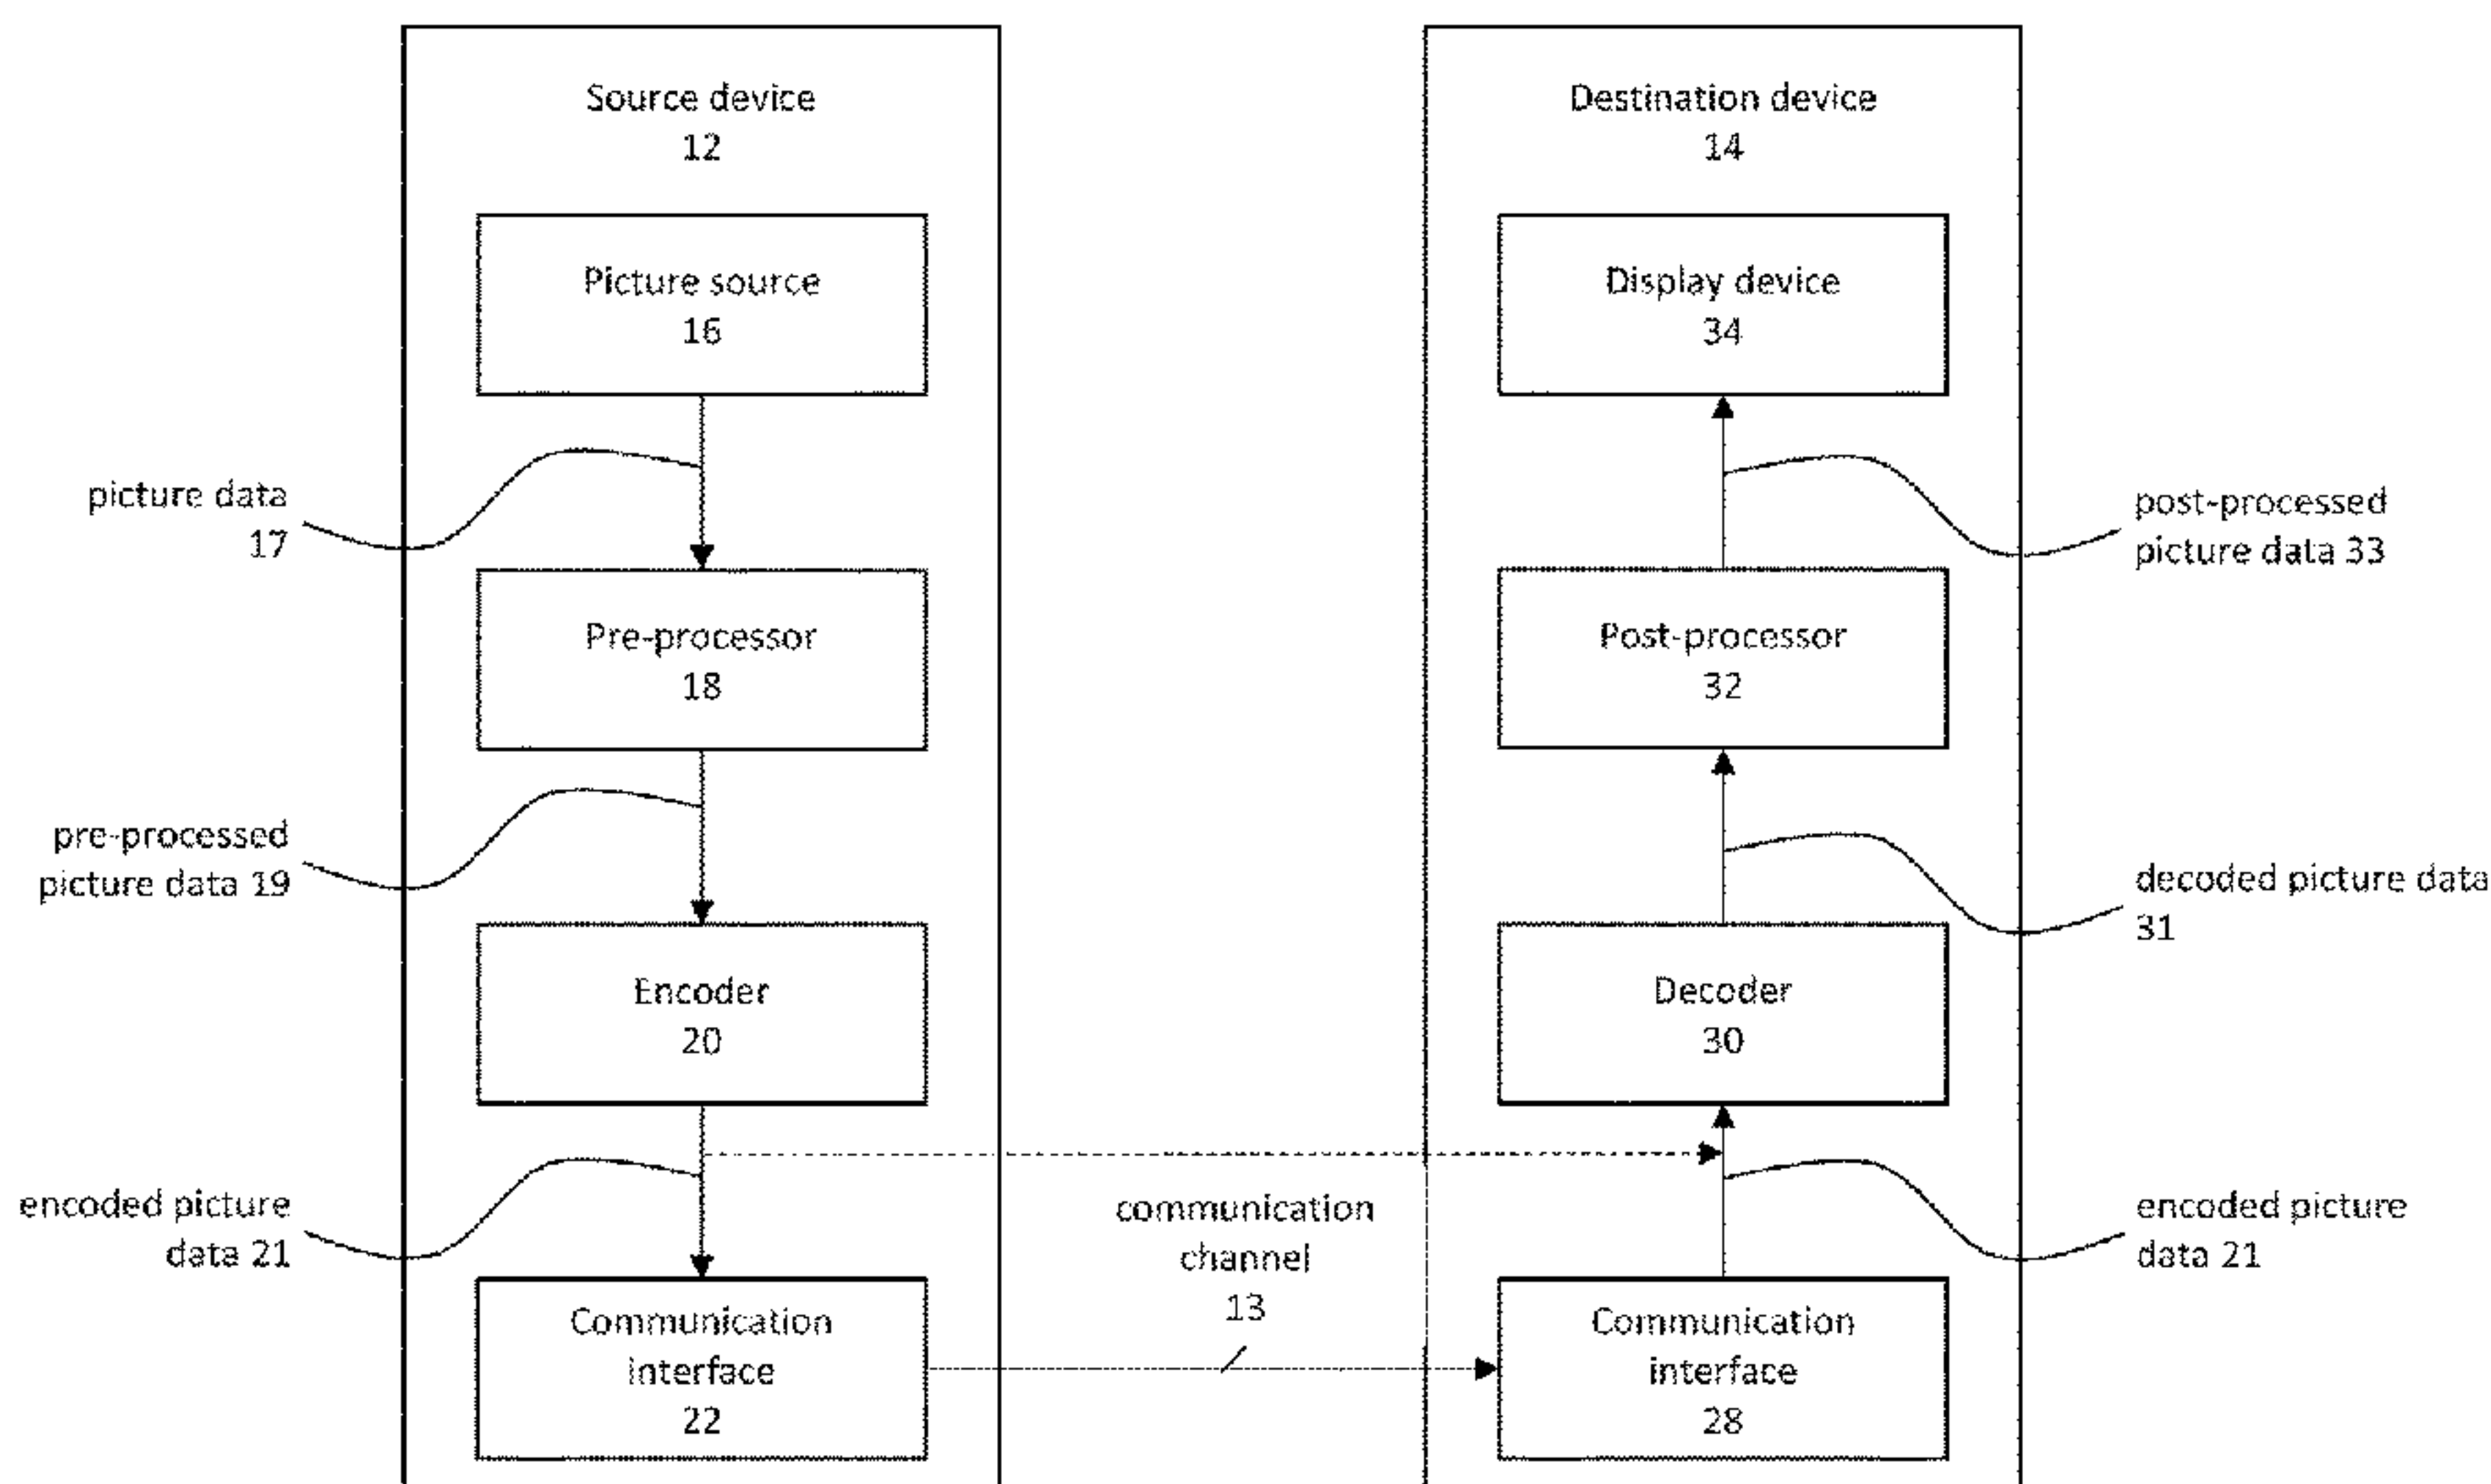 Source device
12
Picture source
16
picture data
17
Pre-processor
18
pre-processed
picture data 19
Encoder
20
encoded picture
data 21
Communication
interface
22
communication
channel
13
Destination device
14
Display device
34
post-processed
picture data 33
Post-processor
32
decoded picture data
31
Decoder
30
encoded picture
data 21
Communication
interface
28